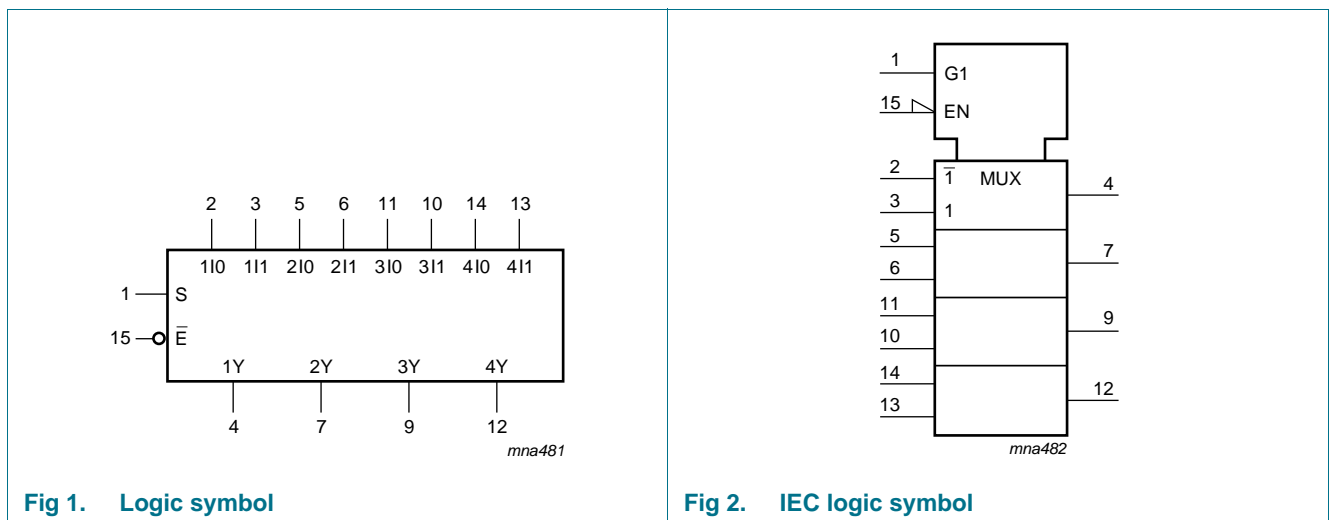 2 3 5 6 11 10 14 13
1I0 1I1 2I0 2I1 3I0 3I1 4I0 4I1
1 S
15 E̅
1Y 2Y 3Y 4Y
4 7 9 12
mna481
Fig 1. Logic symbol
1 G1
15 EN
2 1̅ MUX 4
3 1
5
7
6
11
9
10
14
12
13
mna482
Fig 2. IEC logic symbol